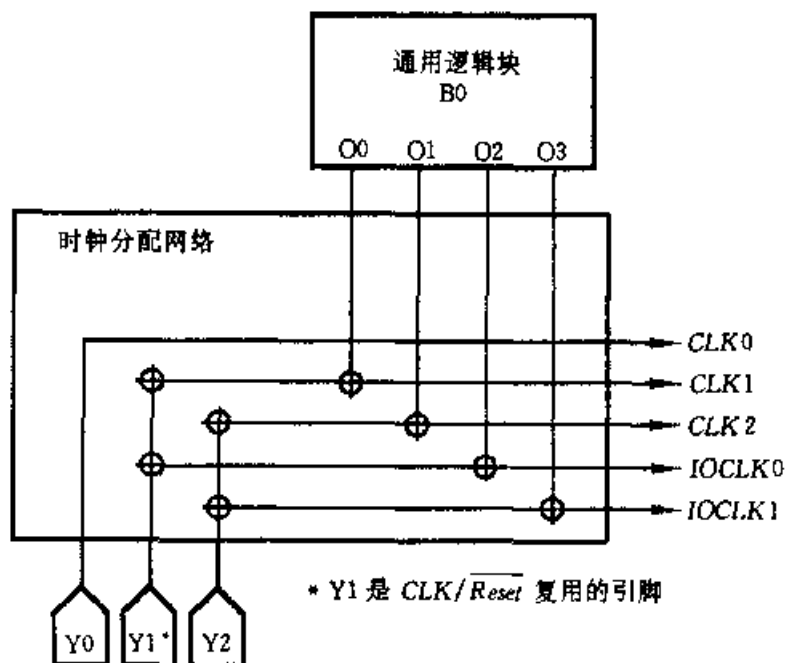 通用逻辑块
B0
O0 O1 O2 O3
时钟分配网络
CLK0
CLK1
CLK2
IOCLK0
IOCLK1
* Y1 是 CLK/Reset 复用的引脚
Y0 Y1* Y2